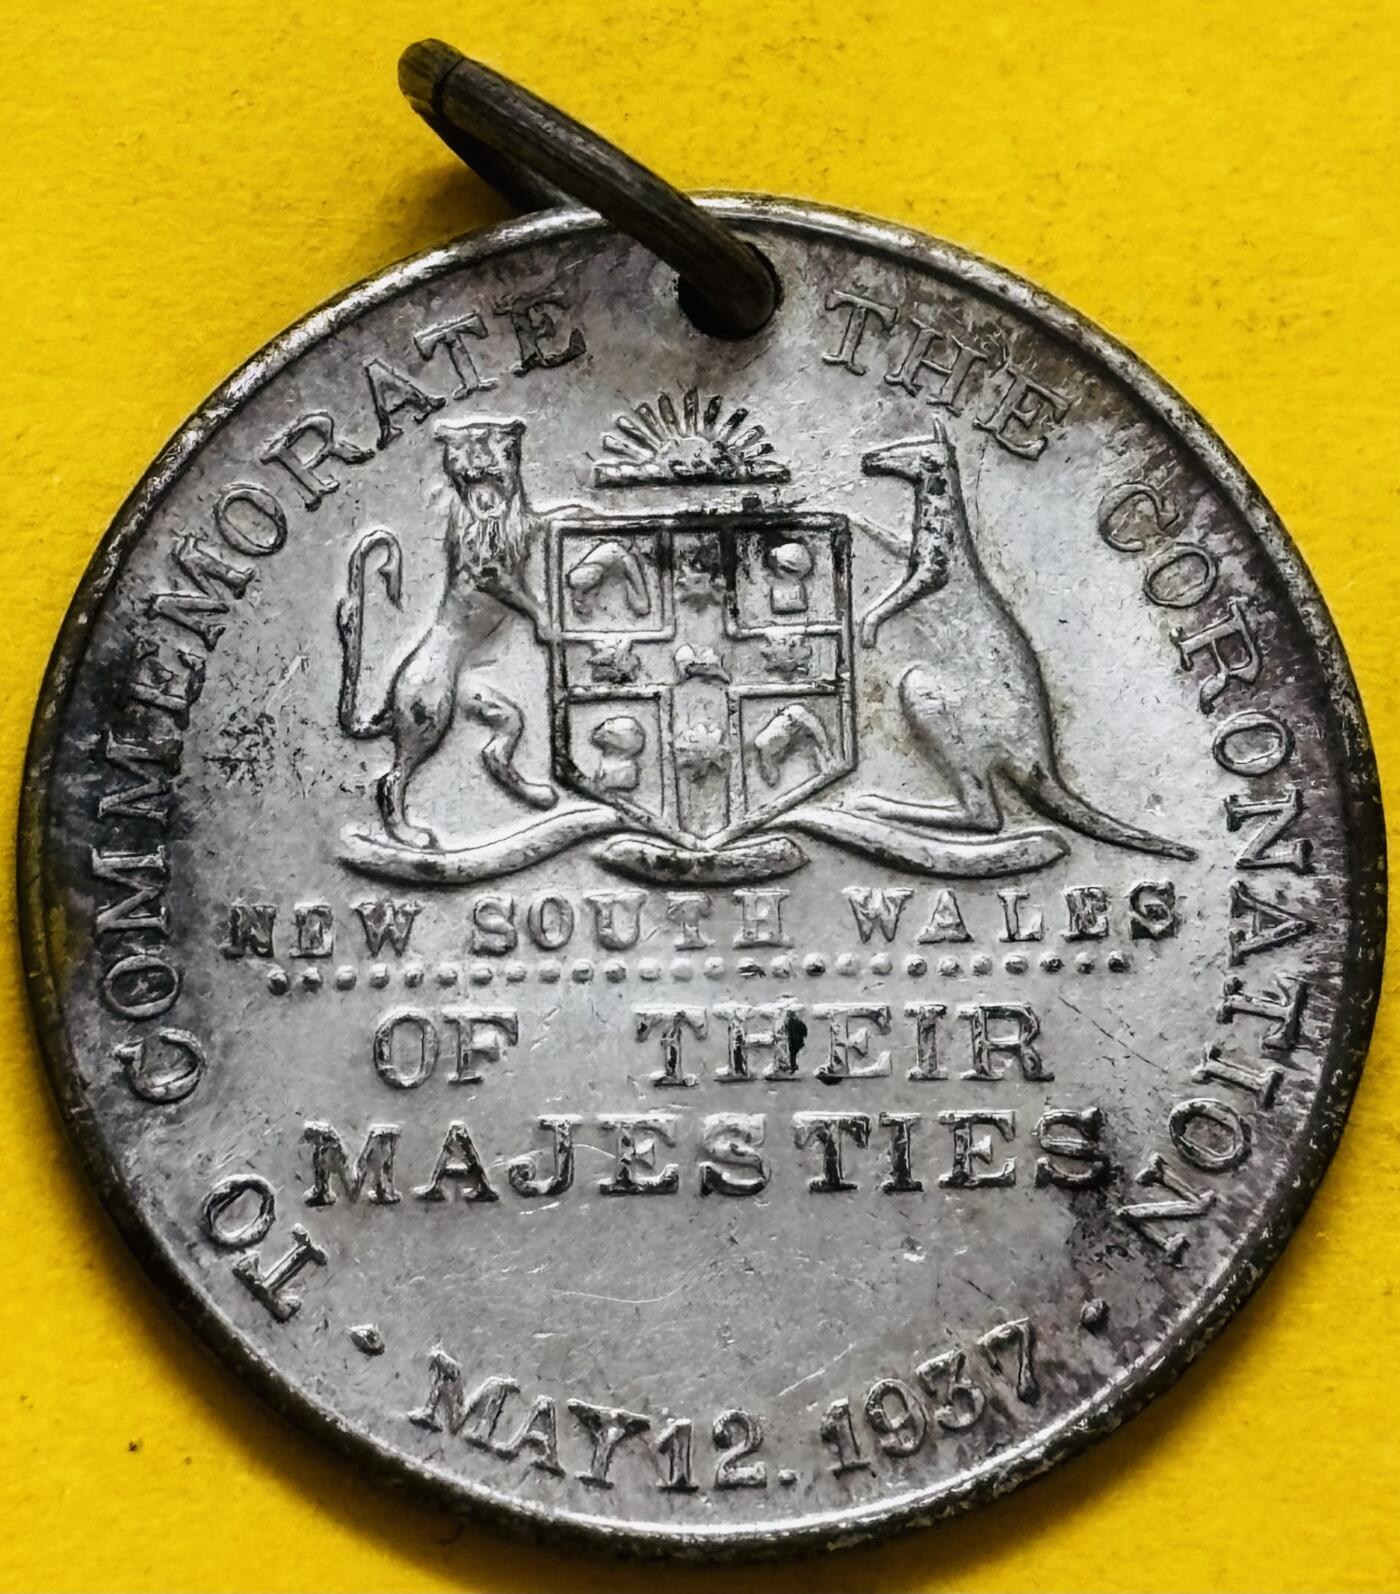 TO COMMEMORATE THE CORONATION
NEW SOUTH WALES
OF THEIR
MAJESTIES
· MAY 12. 1937 ·